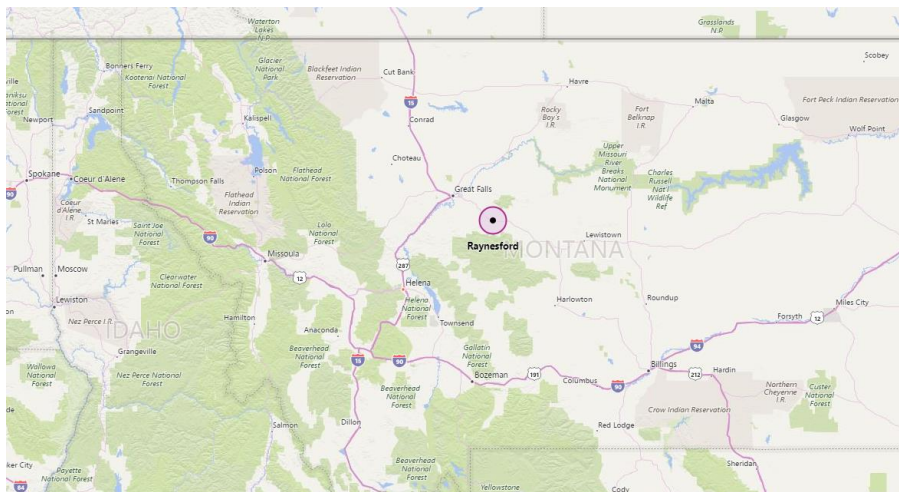 Waterton
Lakes
N.P.
Grasslands
N.P.
Scobey
Bonners Ferry
Kootenai National
Forest
Glacier
National
Park
Blackfeet Indian
Reservation
Cut Bank
Havre
Malta
Fort Peck Indian Reservation
Sandpoint
Newport
Kalispell
15
Conrad
Rocky
Boy's
I.R.
Fort
Belknap
I.R.
Glasgow
Wolf Point
Spokane
Coeur d'Alene
Thompson Falls
Polson
Flathead
National Forest
Choteau
Upper
Missouri
River
Breaks
National
Monument
Charles
Russell
Nat'l
Wildlife
Ref
90
Coeur
d'Alene
I.R.
St Maries
Flathead
Indian
Reservation
Great Falls
Saint Joe
National
Forest
90
Lolo
National
Forest
Raynesford
MONTANA
Lewistown
Missoula
287
Pullman
Moscow
Clearwater
National Forest
12
Helena
Lewiston
Nez Perce I.R.
IDAHO
Hamilton
Helena
National
Forest
Townsend
Harlowton
Roundup
Miles City
Forsyth
12
Grangeville
Anaconda
Beaverhead
National
Forest
15
90
Gallatin
National
Forest
94
Wallowa
National
Forest
Nez Perce National
Forest
Bozeman
191
Columbus
90
Billings
212
Hardin
Northern
Cheyenne
I.R.
Custer
National
Forest
Beaverhead
National
Forest
Crow Indian Reservation
Salmon
Dillon
Red Lodge
Beaverhead
National
Forest
Sheridan
ker City
Payette
National Forest
84
Yellowstone
Cody